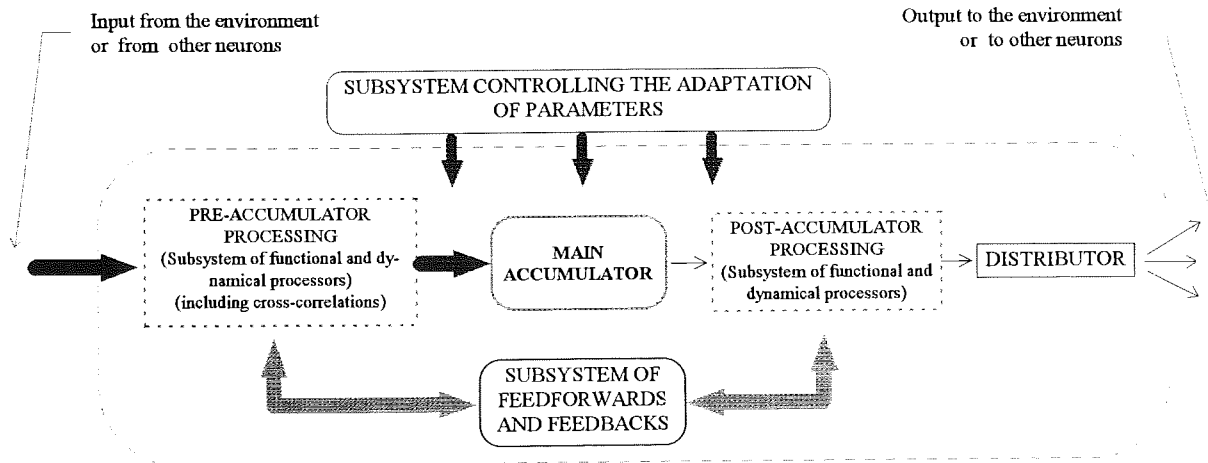 Input from the environment
or from other neurons
Output to the environment
or to other neurons
SUBSYSTEM CONTROLLING THE ADAPTATION
OF PARAMETERS
PRE-ACCUMULATOR
PROCESSING
(Subsystem of functional and dy-
namical processors)
(including cross-correlations)
MAIN
ACCUMULATOR
POST-ACCUMULATOR
PROCESSING
(Subsystem of functional and
dynamical processors)
DISTRIBUTOR
SUBSYSTEM OF
FEEDFORWARDS
AND FEEDBACKS